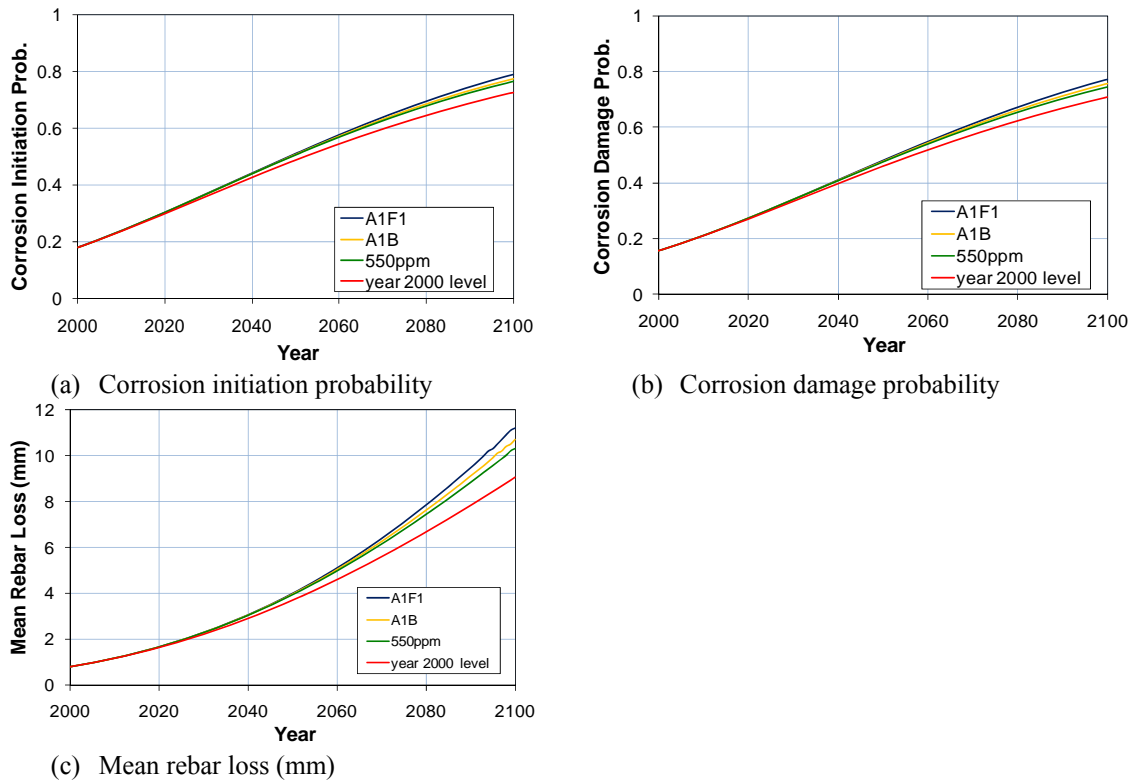 1
0.8
0.6
0.4
0.2
0
Corrosion Initiation Prob.
A1F1
A1B
550ppm
year 2000 level
2000 2020 2040 2060 2080 2100
Year
(a) Corrosion initiation probability
1
0.8
0.6
0.4
0.2
0
Corrosion Damage Prob.
A1F1
A1B
550ppm
year 2000 level
2000 2020 2040 2060 2080 2100
Year
(b) Corrosion damage probability
12
10
8
6
4
2
0
Mean Rebar Loss (mm)
A1F1
A1B
550ppm
year 2000 level
2000 2020 2040 2060 2080 2100
Year
(c) Mean rebar loss (mm)